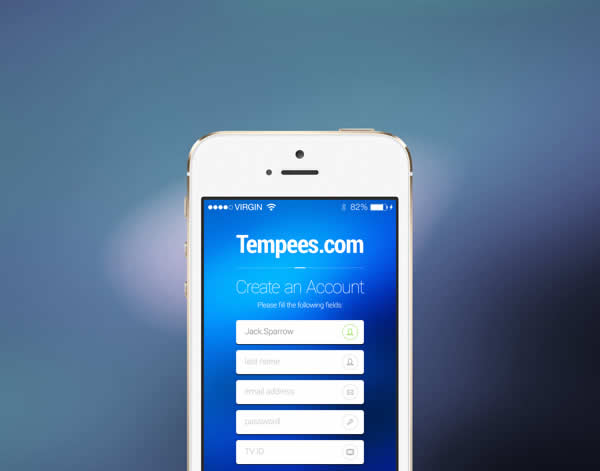 VIRGIN 82%
Tempees.com
Create an Account
Please fill the following fields:
Jack.Sparrow
last name
email address
password
TV.ID